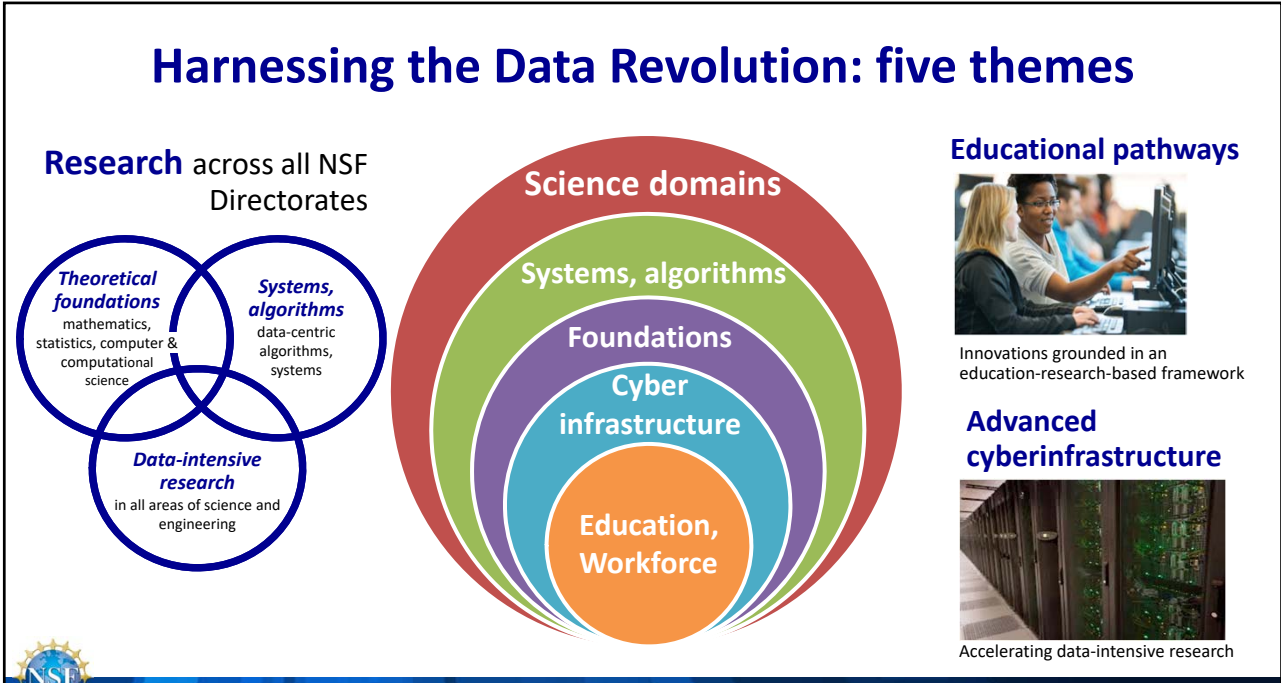 Harnessing the Data Revolution: five themes
Research across all NSF
Directorates
Theoretical
foundations
mathematics,
statistics, computer &
computational
science
Systems,
algorithms
data-centric
algorithms,
systems
Data-intensive
research
in all areas of science and
engineering
Science domains
Systems, algorithms
Foundations
Cyber
infrastructure
Education,
Workforce
Educational pathways
Innovations grounded in an
education-research-based framework
Advanced
cyberinfrastructure
Accelerating data-intensive research
NSF